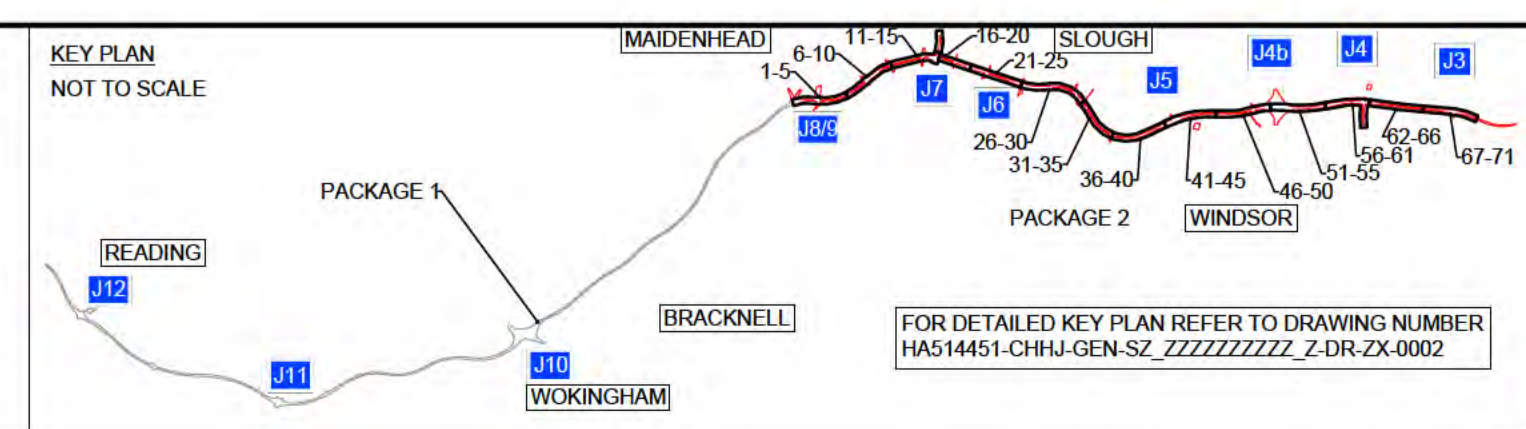 KEY PLAN
NOT TO SCALE
MAIDENHEAD
11-15
16-20
SLOUGH
6-10
21-25
1-5
J7
J6
J4b
J4
J3
J5
J8/9
26-30
31-35
36-40
41-45
46-50
51-55
56-61
62-66
67-71
PACKAGE 1
PACKAGE 2
WINDSOR
READING
J12
BRACKNELL
FOR DETAILED KEY PLAN REFER TO DRAWING NUMBER
HA514451-CHHJ-GEN-SZ_ZZZZZZZZZZ_Z-DR-ZX-0002
J11
J10
WOKINGHAM